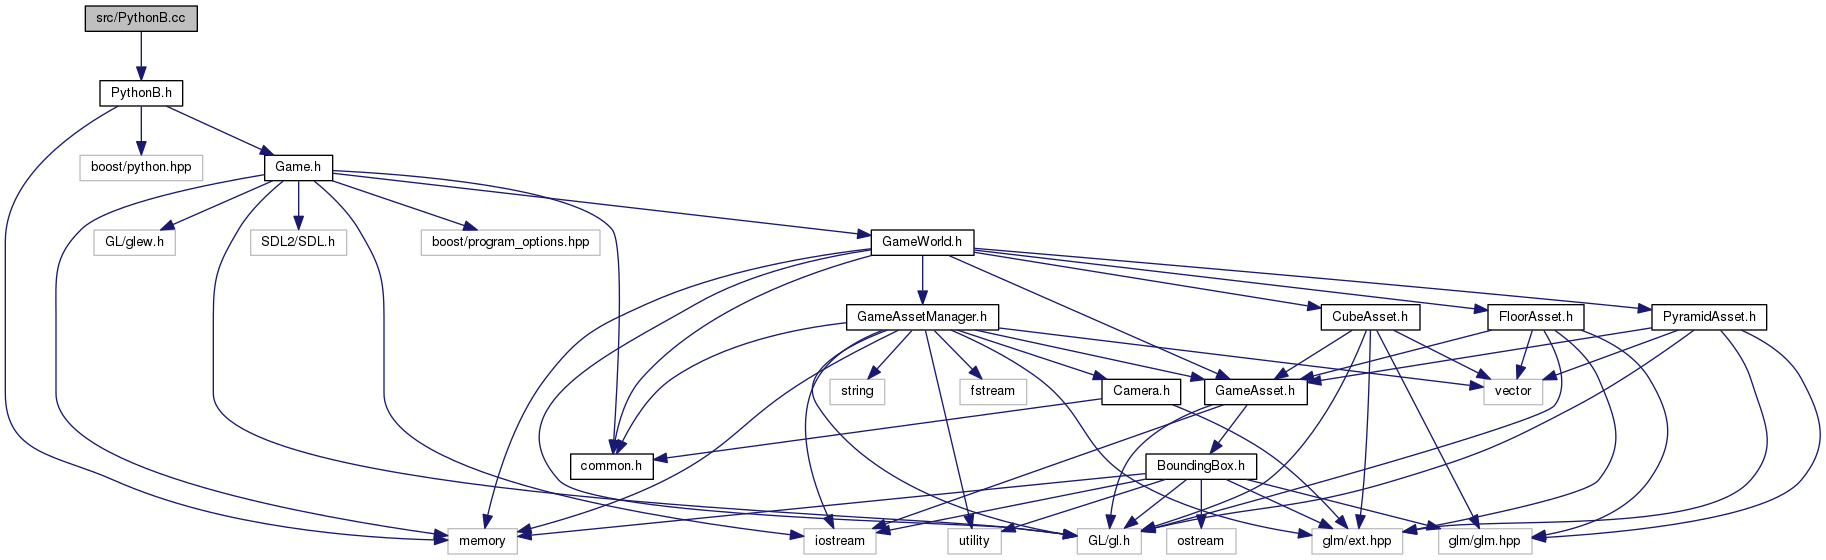 src/PythonB.cc
PythonB.h
boost/python.hpp
Game.h
GL/glew.h
SDL2/SDL.h
boost/program_options.hpp
GameWorld.h
GameAssetManager.h
CubeAsset.h
FloorAsset.h
PyramidAsset.h
string
fstream
Camera.h
GameAsset.h
vector
common.h
BoundingBox.h
memory
iostream
utility
GL/gl.h
ostream
glm/ext.hpp
glm/glm.hpp